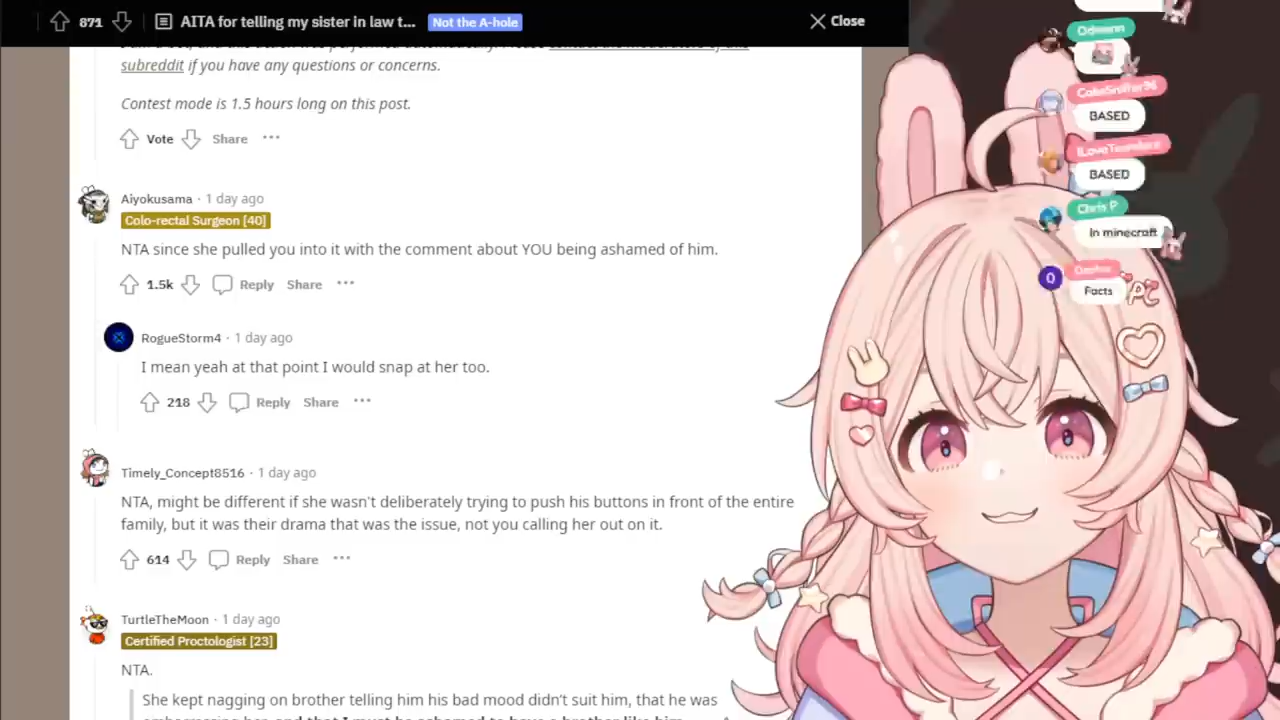 871
AITA for telling my sister in law t...
Not the A-hole
Close
subreddit if you have any questions or concerns.
Contest mode is 1.5 hours long on this post.
Vote
Share
Aiyokusama · 1 day ago
Colo-rectal Surgeon [40]
NTA since she pulled you into it with the comment about YOU being ashamed of him.
1.5k
Reply
Share
RogueStorm4 · 1 day ago
I mean yeah at that point I would snap at her too.
218
Reply
Share
Timely_Concept8516 · 1 day ago
NTA, might be different if she wasn't deliberately trying to push his buttons in front of the entire
family, but it was their drama that was the issue, not you calling her out on it.
614
Reply
Share
TurtleTheMoon · 1 day ago
Certified Proctologist [23]
NTA.
She kept nagging on brother telling him his bad mood didn't suit him, that he was
BASED
BASED
Chris P
In minecraft
Facts